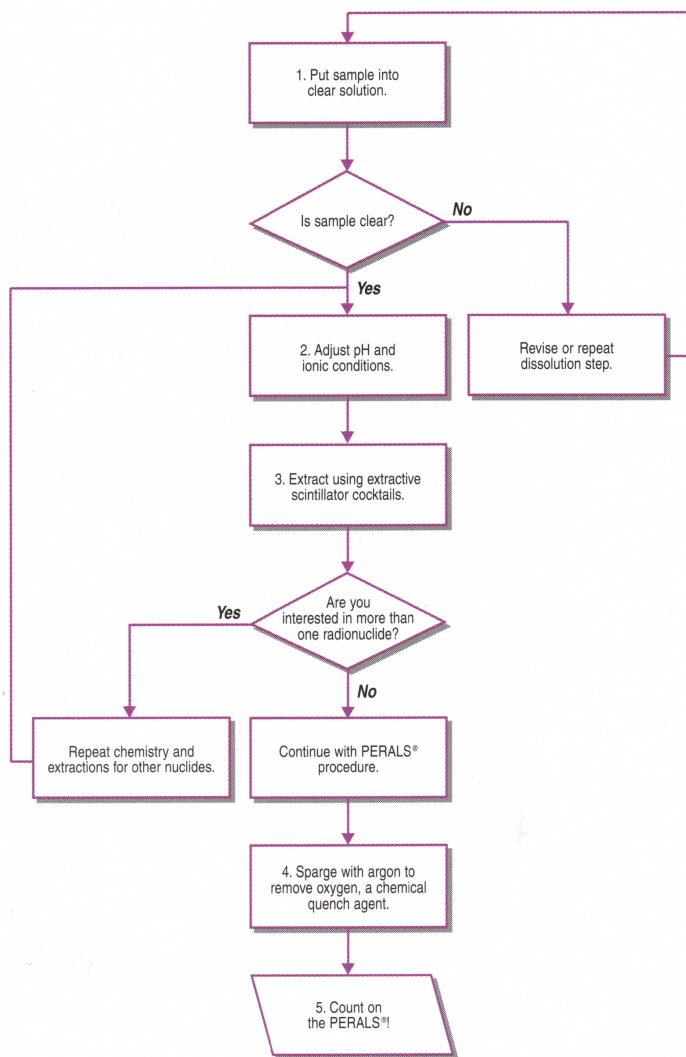 1. Put sample into
clear solution.
Is sample clear?
No
Yes
2. Adjust pH and
ionic conditions.
Revise or repeat
dissolution step.
3. Extract using extractive
scintillator cocktails.
Are you
interested in more than
one radionuclide?
Yes
No
Repeat chemistry and
extractions for other nuclides.
Continue with PERALS®
procedure.
4. Sparge with argon to
remove oxygen, a chemical
quench agent.
5. Count on
the PERALS®!